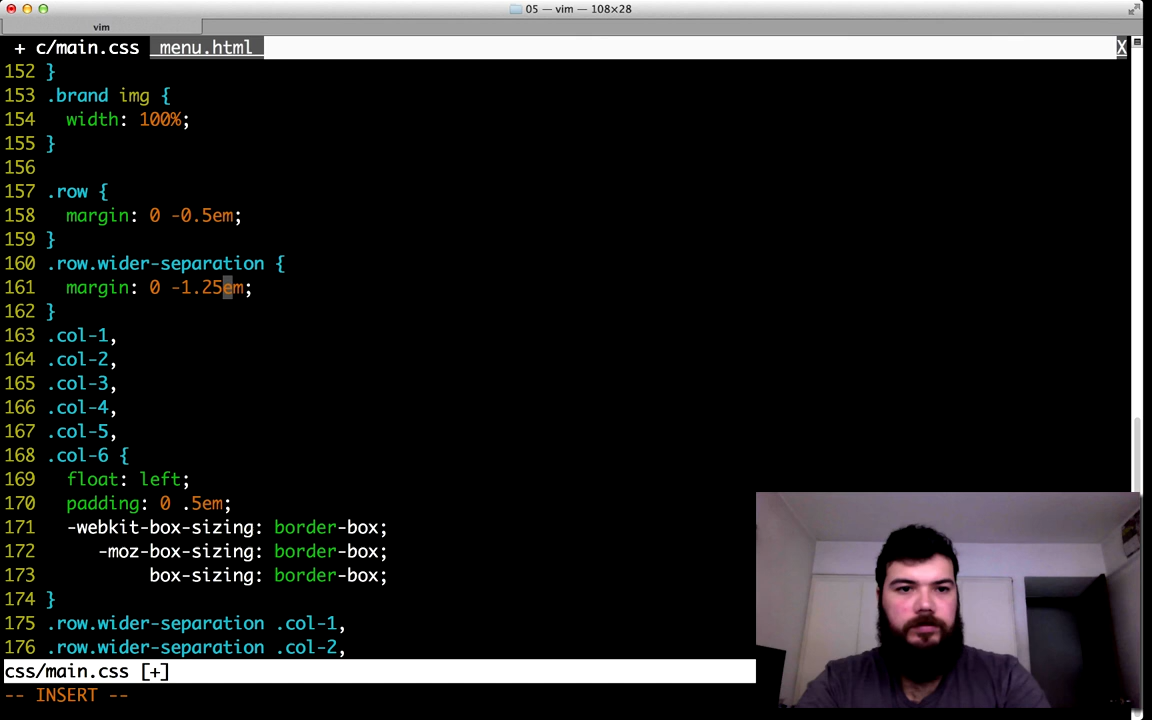 05 — vim — 108×28
vim
+ c/main.css menu.html X
152 }
153 .brand img {
154 width: 100%;
155 }
156
157 .row {
158 margin: 0 -0.5em;
159 }
160 .row.wider-separation {
161 margin: 0 -1.25em;
162 }
163 .col-1,
164 .col-2,
165 .col-3,
166 .col-4,
167 .col-5,
168 .col-6 {
169 float: left;
170 padding: 0 .5em;
171 -webkit-box-sizing: border-box;
172 -moz-box-sizing: border-box;
173 box-sizing: border-box;
174 }
175 .row.wider-separation .col-1,
176 .row.wider-separation .col-2,
css/main.css [+]
-- INSERT --